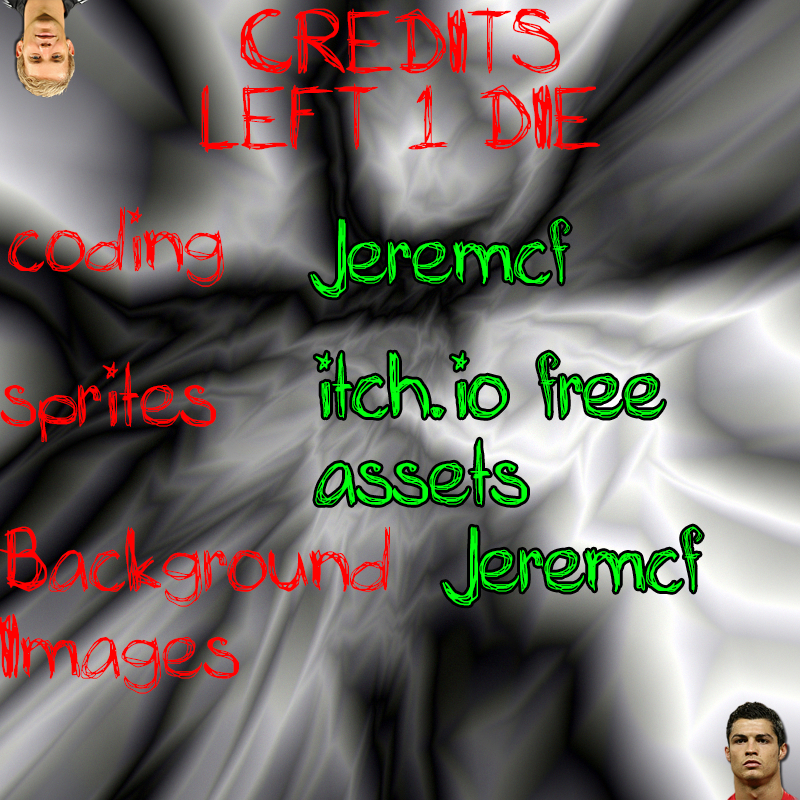 CREDITS
LEFT 1 DIE
coding Jeremcf
sprites itch.io free
assets
Background Jeremcf
Images